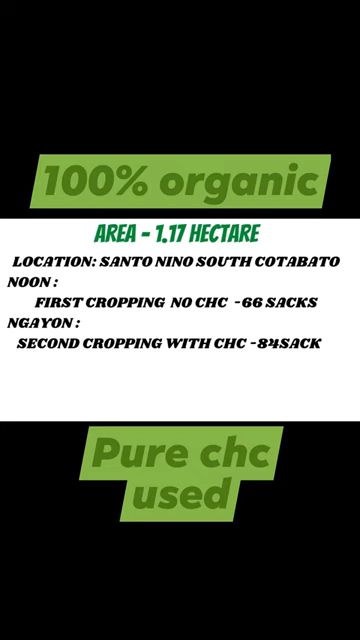 100% organic
AREA - 1.17 HECTARE
LOCATION: SANTO NINO SOUTH COTABATO
NOON :
FIRST CROPPING NO CHC -66 SACKS
NGAYON :
SECOND CROPPING WITH CHC -84SACK
Pure chc
used